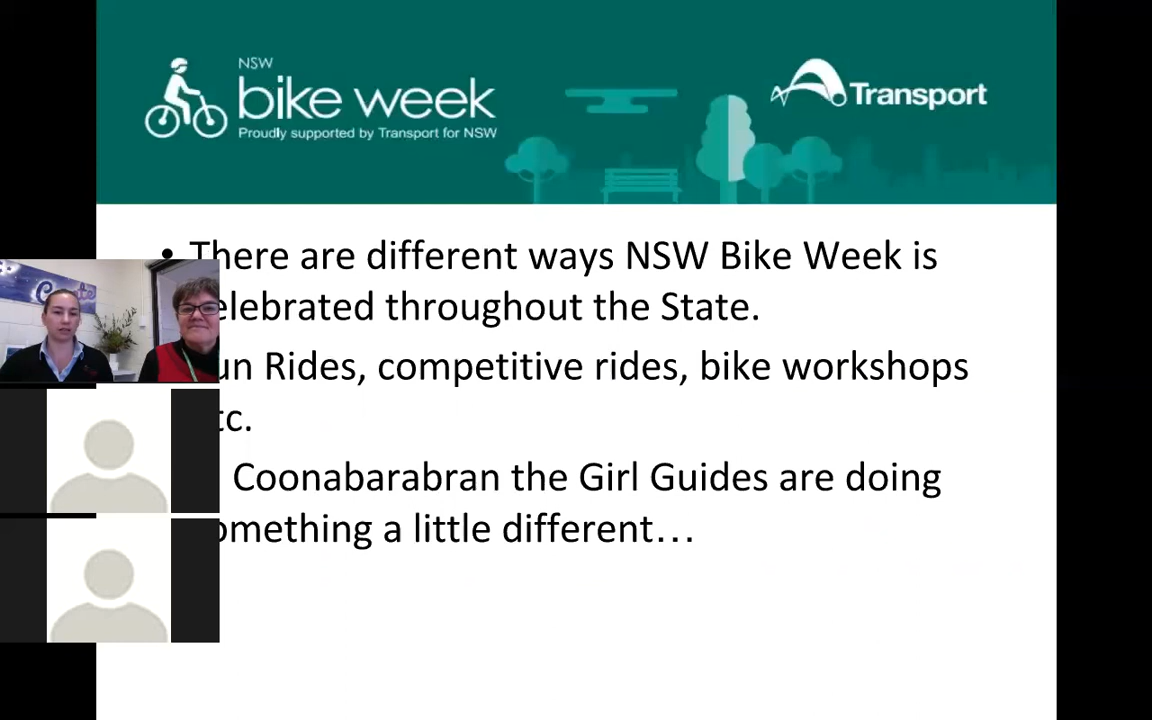 NSW
bike week
Proudly supported by Transport for NSW
Transport
• There are different ways NSW Bike Week is
elebrated throughout the State.
un Rides, competitive rides, bike workshops
tc.
Coonabarabran the Girl Guides are doing
omething a little different…